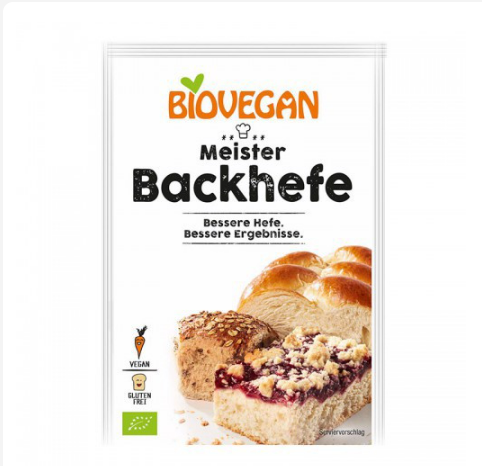 BIOVEGAN
Meister
Backhefe
Bessere Hefe.
Bessere Ergebnisse.
VEGAN
GLUTEN
FREI
Serviervorschlag